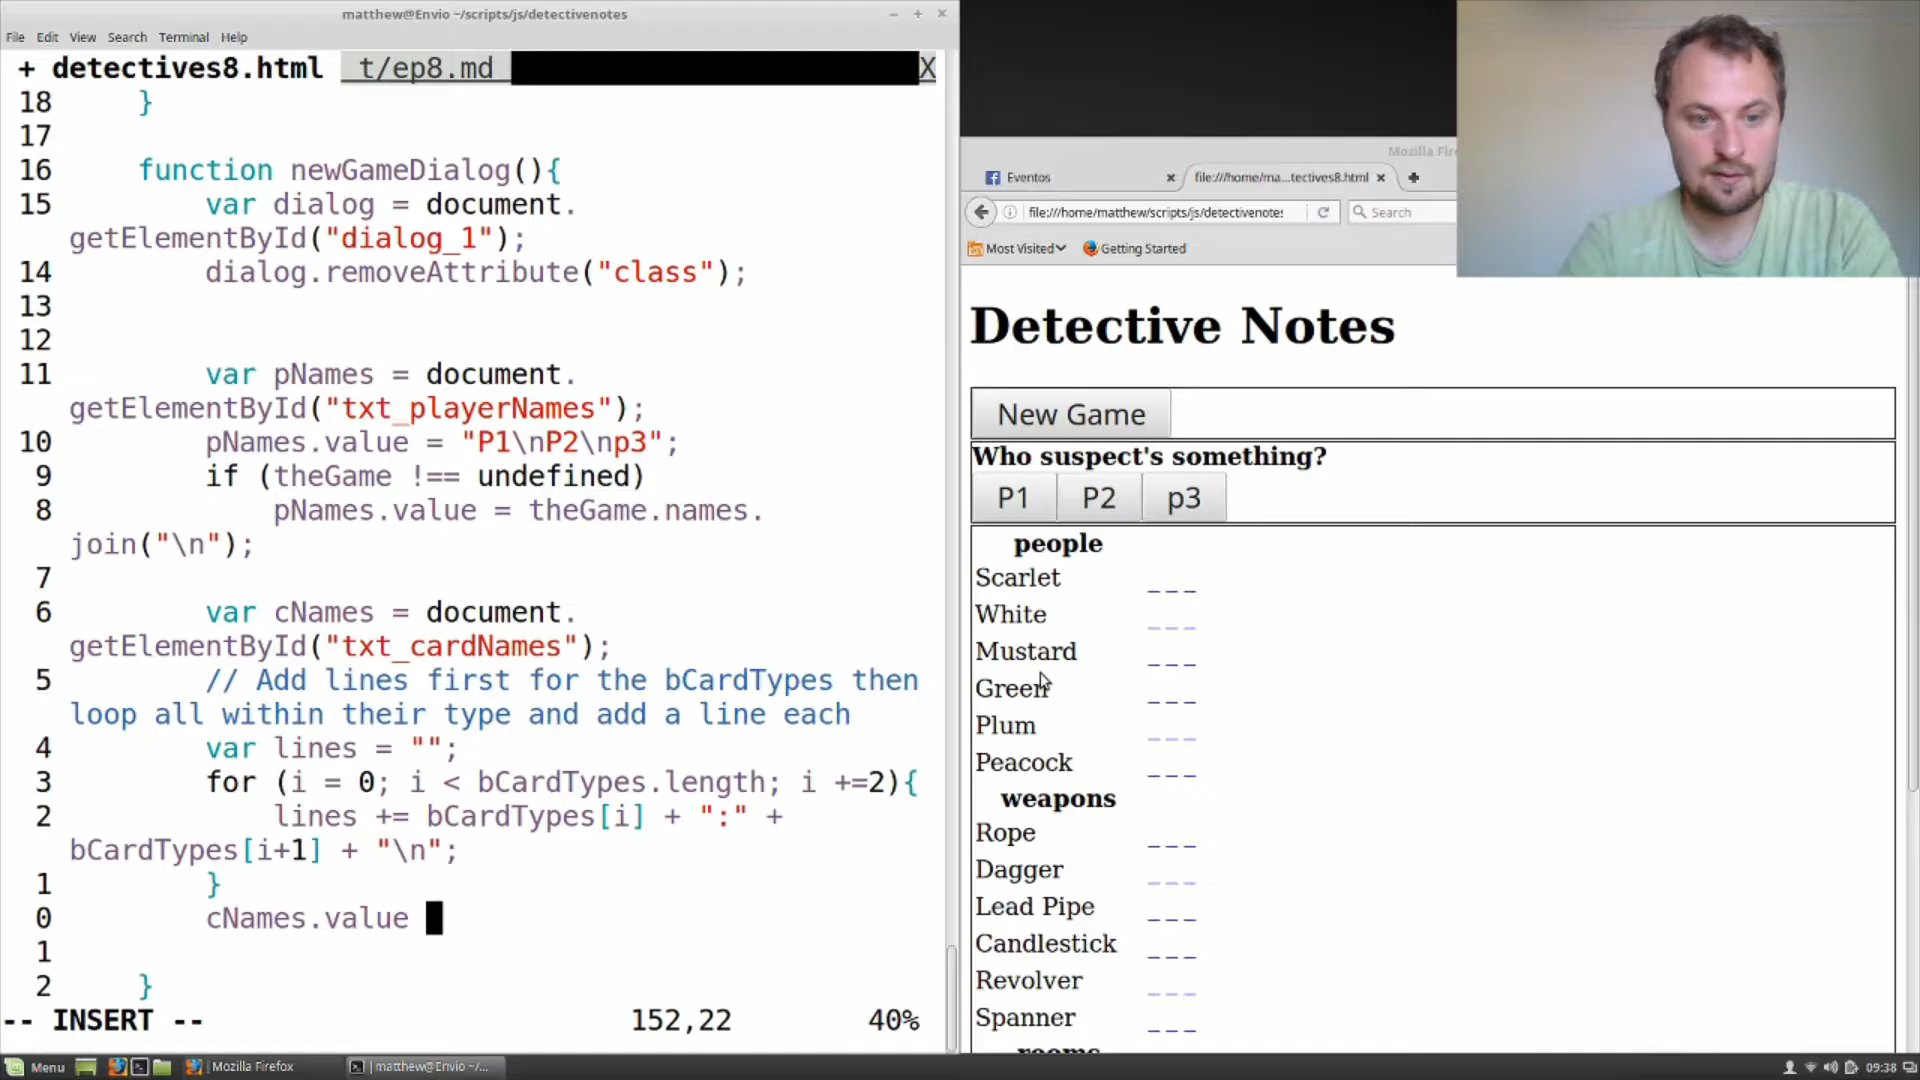 matthew@Envio ~/scripts/js/detectivenotes
File Edit View Search Terminal Help
+ detectives8.html t/ep8.md X
18 }
17
16 function newGameDialog(){
15 var dialog = document.
getElementById("dialog_1");
14 dialog.removeAttribute("class");
13
12
11 var pNames = document.
getElementById("txt_playerNames");
10 pNames.value = "P1\nP2\np3";
9 if (theGame !== undefined)
8 pNames.value = theGame.names.
join("\n");
7
6 var cNames = document.
getElementById("txt_cardNames");
5 // Add lines first for the bCardTypes then
loop all within their type and add a line each
4 var lines = "";
3 for (i = 0; i < bCardTypes.length; i +=2){
2 lines += bCardTypes[i] + ":" +
bCardTypes[i+1] + "\n";
1 }
0 cNames.value
1
2 }
-- INSERT -- 152,22 40%
Menu Mozilla Firefox matthew@Envio ~/...
Mozilla Fire
Eventos file:///home/ma...tectives8.html
file:///home/matthew/scripts/js/detectivenotes Search
Most Visited Getting Started
Detective Notes
New Game
Who suspect's something?
P1 P2 p3
people
Scarlet _ _ _
White _ _ _
Mustard _ _ _
Green _ _ _
Plum _ _ _
Peacock _ _ _
weapons
Rope _ _ _
Dagger _ _ _
Lead Pipe _ _ _
Candlestick _ _ _
Revolver _ _ _
Spanner _ _ _
rooms
09:38